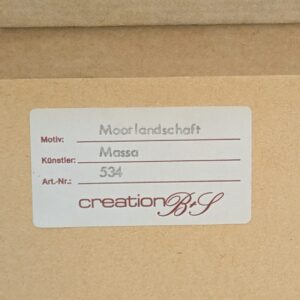 Motiv: Moorlandschaft
Künstler: Massa
Art.-Nr.: 534
creation B+S